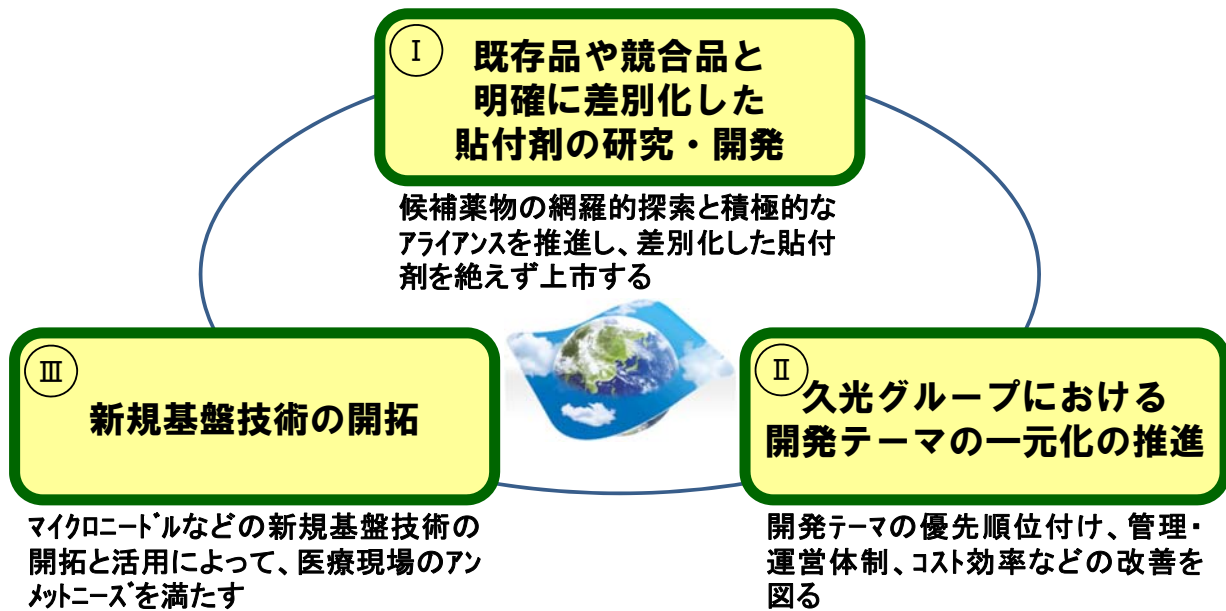 Ⅰ
既存品や競合品と
明確に差別化した
貼付剤の研究・開発
候補薬物の網羅的探索と積極的な
ｱﾗｲｱﾝｽを推進し、差別化した貼付
剤を絶えず上市する
Ⅲ
新規基盤技術の開拓
ﾏｲｸﾛﾆｰﾄﾞﾙなどの新規基盤技術の
開拓と活用によって、医療現場のｱﾝ
ﾒｯﾄﾆｰｽﾞを満たす
Ⅱ
久光グループにおける
開発テーマの一元化の推進
開発ﾃｰﾏの優先順位付け、管理・
運営体制、ｺｽﾄ効率などの改善を
図る